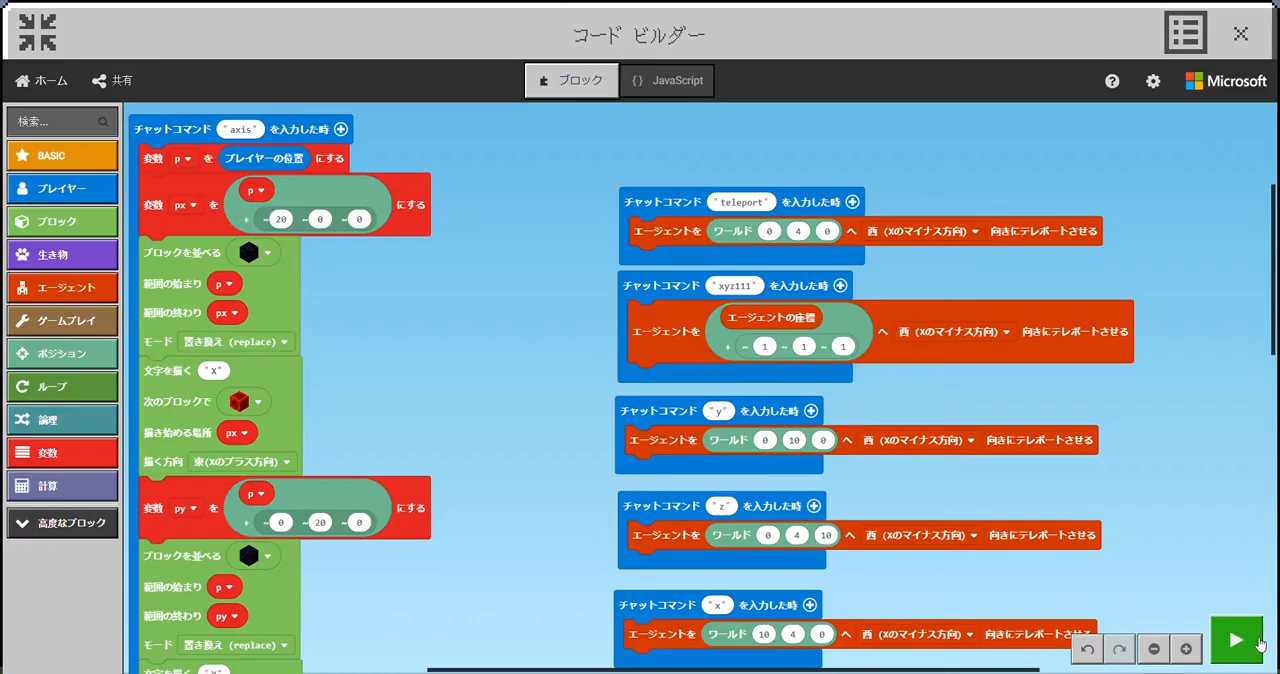 コード ビルダー
ホーム 共有 ブロック {} JavaScript Microsoft
検索...
BASIC
プレイヤー
ブロック
生き物
エージェント
ゲームプレイ
ポジション
ループ
論理
変数
計算
高度なブロック
チャットコマンド "axis" を入力した時
変数 p を プレイヤーの位置 にする
変数 px を p + ~20 ~0 ~0 にする
ブロックを並べる
範囲の始まり p
範囲の終わり px
モード 置き換え (replace)
文字を描く "X"
次のブロックで
描き始める場所 px
描く方向 東(Xのプラス方向)
変数 py を p + ~0 ~20 ~0 にする
ブロックを並べる
範囲の始まり p
範囲の終わり py
モード 置き換え (replace)
文字を描く "Y"
チャットコマンド "teleport" を入力した時
エージェントを ワールド 0 4 0 へ 西 (Xのマイナス方向) 向きにテレポートさせる
チャットコマンド "xyz111" を入力した時
エージェントを エージェントの座標 + ~1 ~1 ~1 へ 西 (Xのマイナス方向) 向きにテレポートさせる
チャットコマンド "y" を入力した時
エージェントを ワールド 0 10 0 へ 西 (Xのマイナス方向) 向きにテレポートさせる
チャットコマンド "z" を入力した時
エージェントを ワールド 0 4 10 へ 西 (Xのマイナス方向) 向きにテレポートさせる
チャットコマンド "x" を入力した時
エージェントを ワールド 10 4 0 へ 西 (Xのマイナス方向) 向きにテレポートさせる